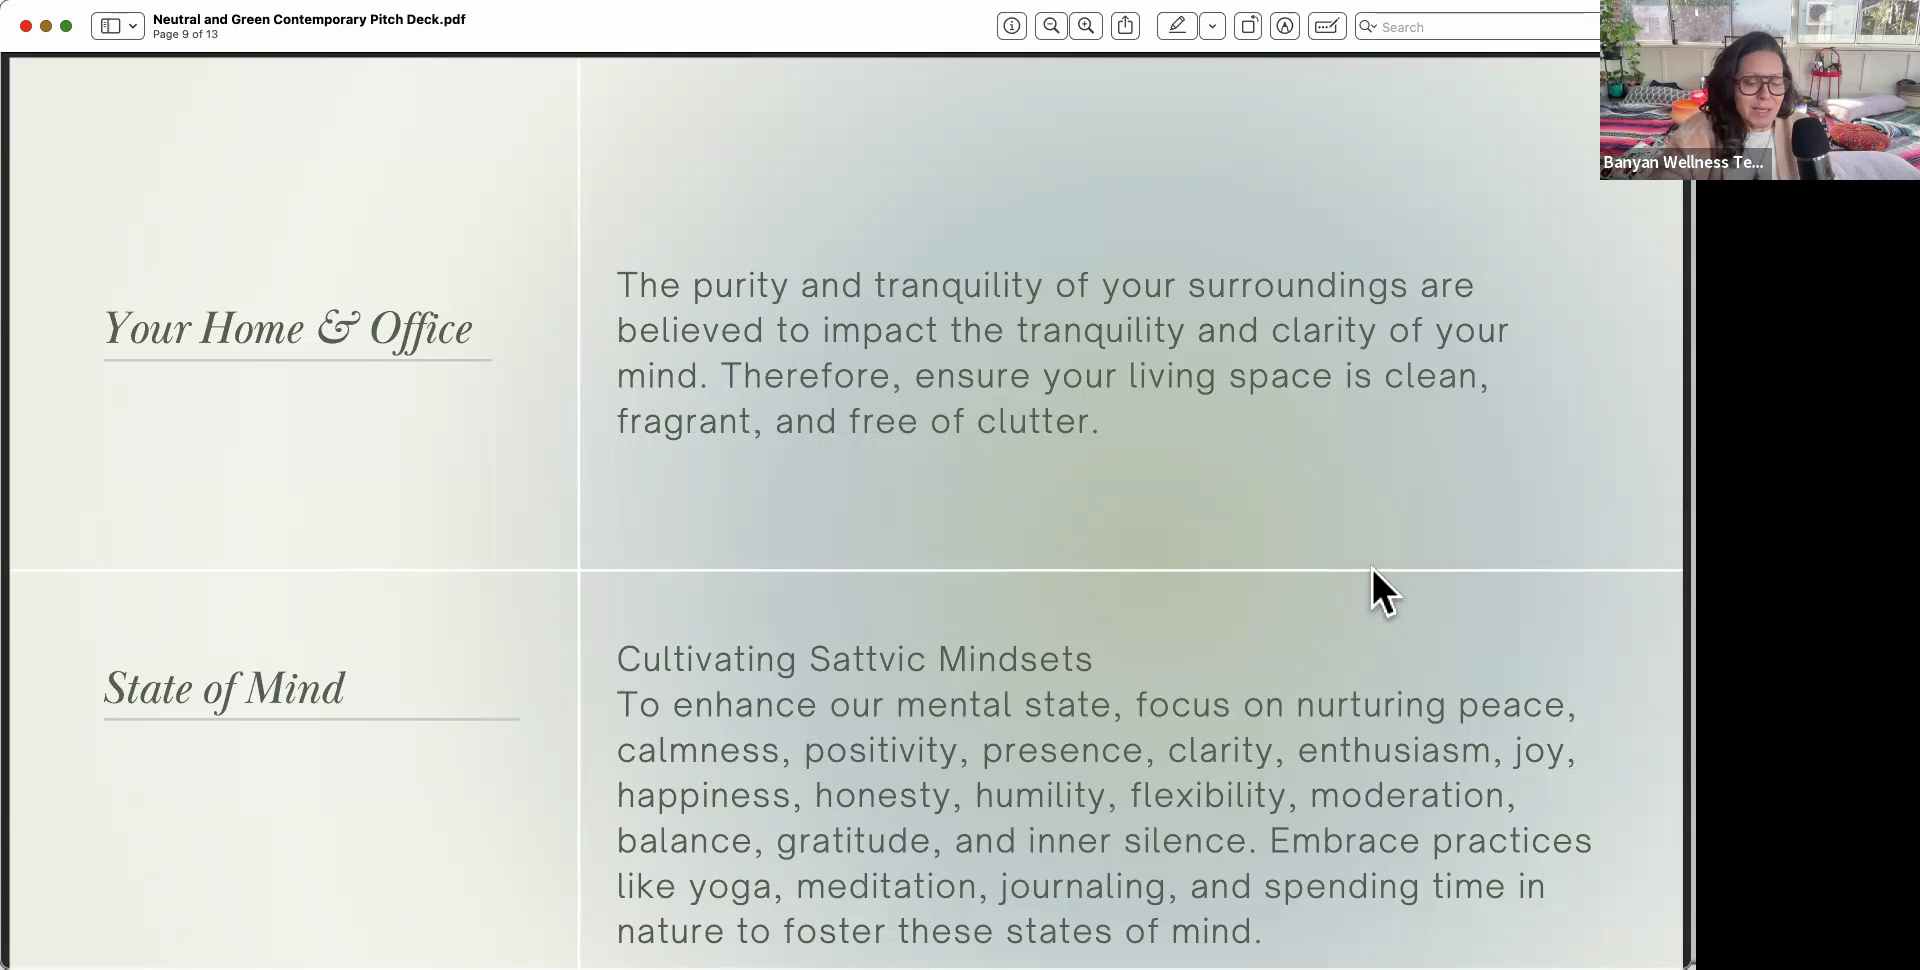 Neutral and Green Contemporary Pitch Deck.pdf
Page 9 of 13
Search
Banyan Wellness Te...
Your Home & Office
The purity and tranquility of your surroundings are
believed to impact the tranquility and clarity of your
mind. Therefore, ensure your living space is clean,
fragrant, and free of clutter.
State of Mind
Cultivating Sattvic Mindsets
To enhance our mental state, focus on nurturing peace,
calmness, positivity, presence, clarity, enthusiasm, joy,
happiness, honesty, humility, flexibility, moderation,
balance, gratitude, and inner silence. Embrace practices
like yoga, meditation, journaling, and spending time in
nature to foster these states of mind.